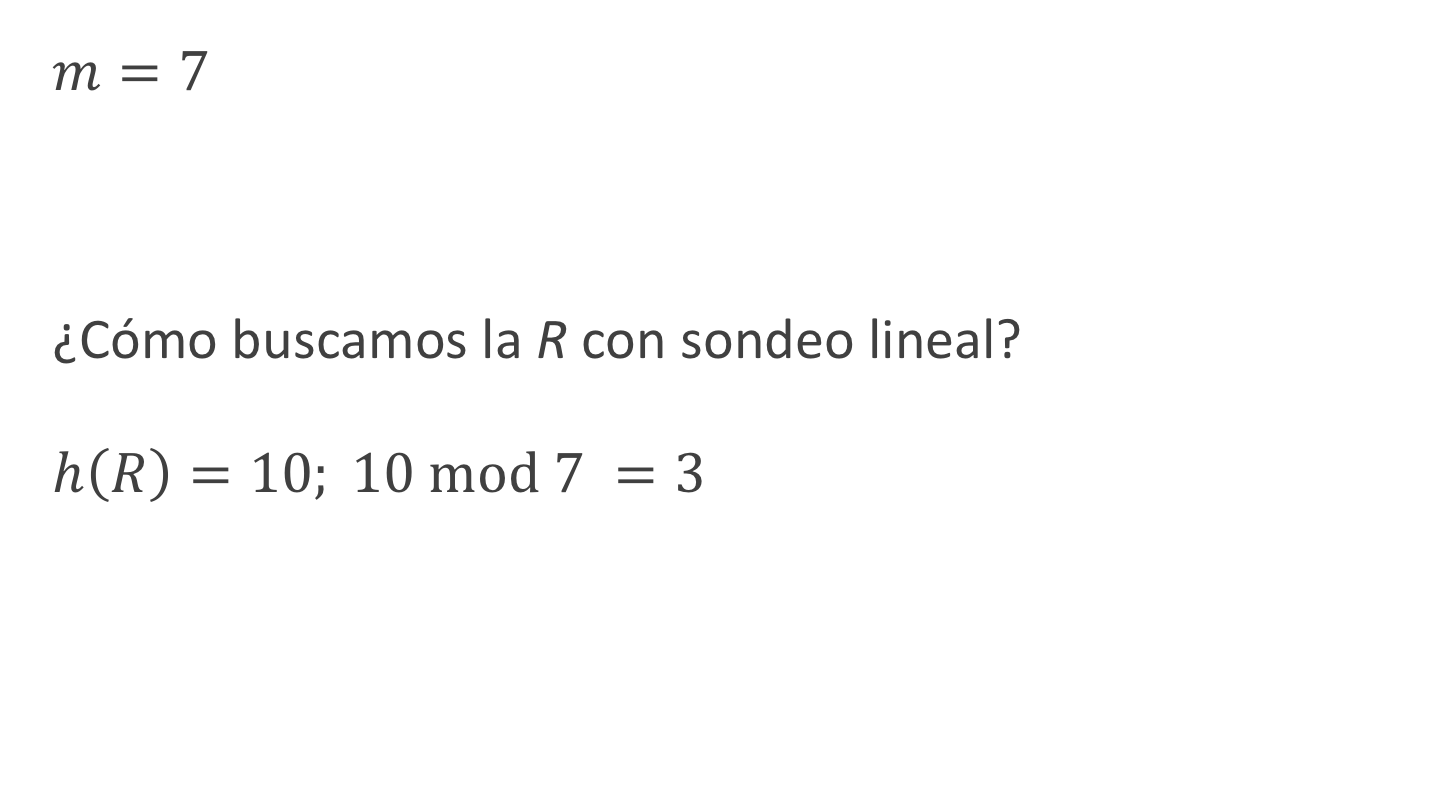 m = 7
¿Cómo buscamos la R con sondeo lineal?
h(R) = 10; 10 mod 7 = 3